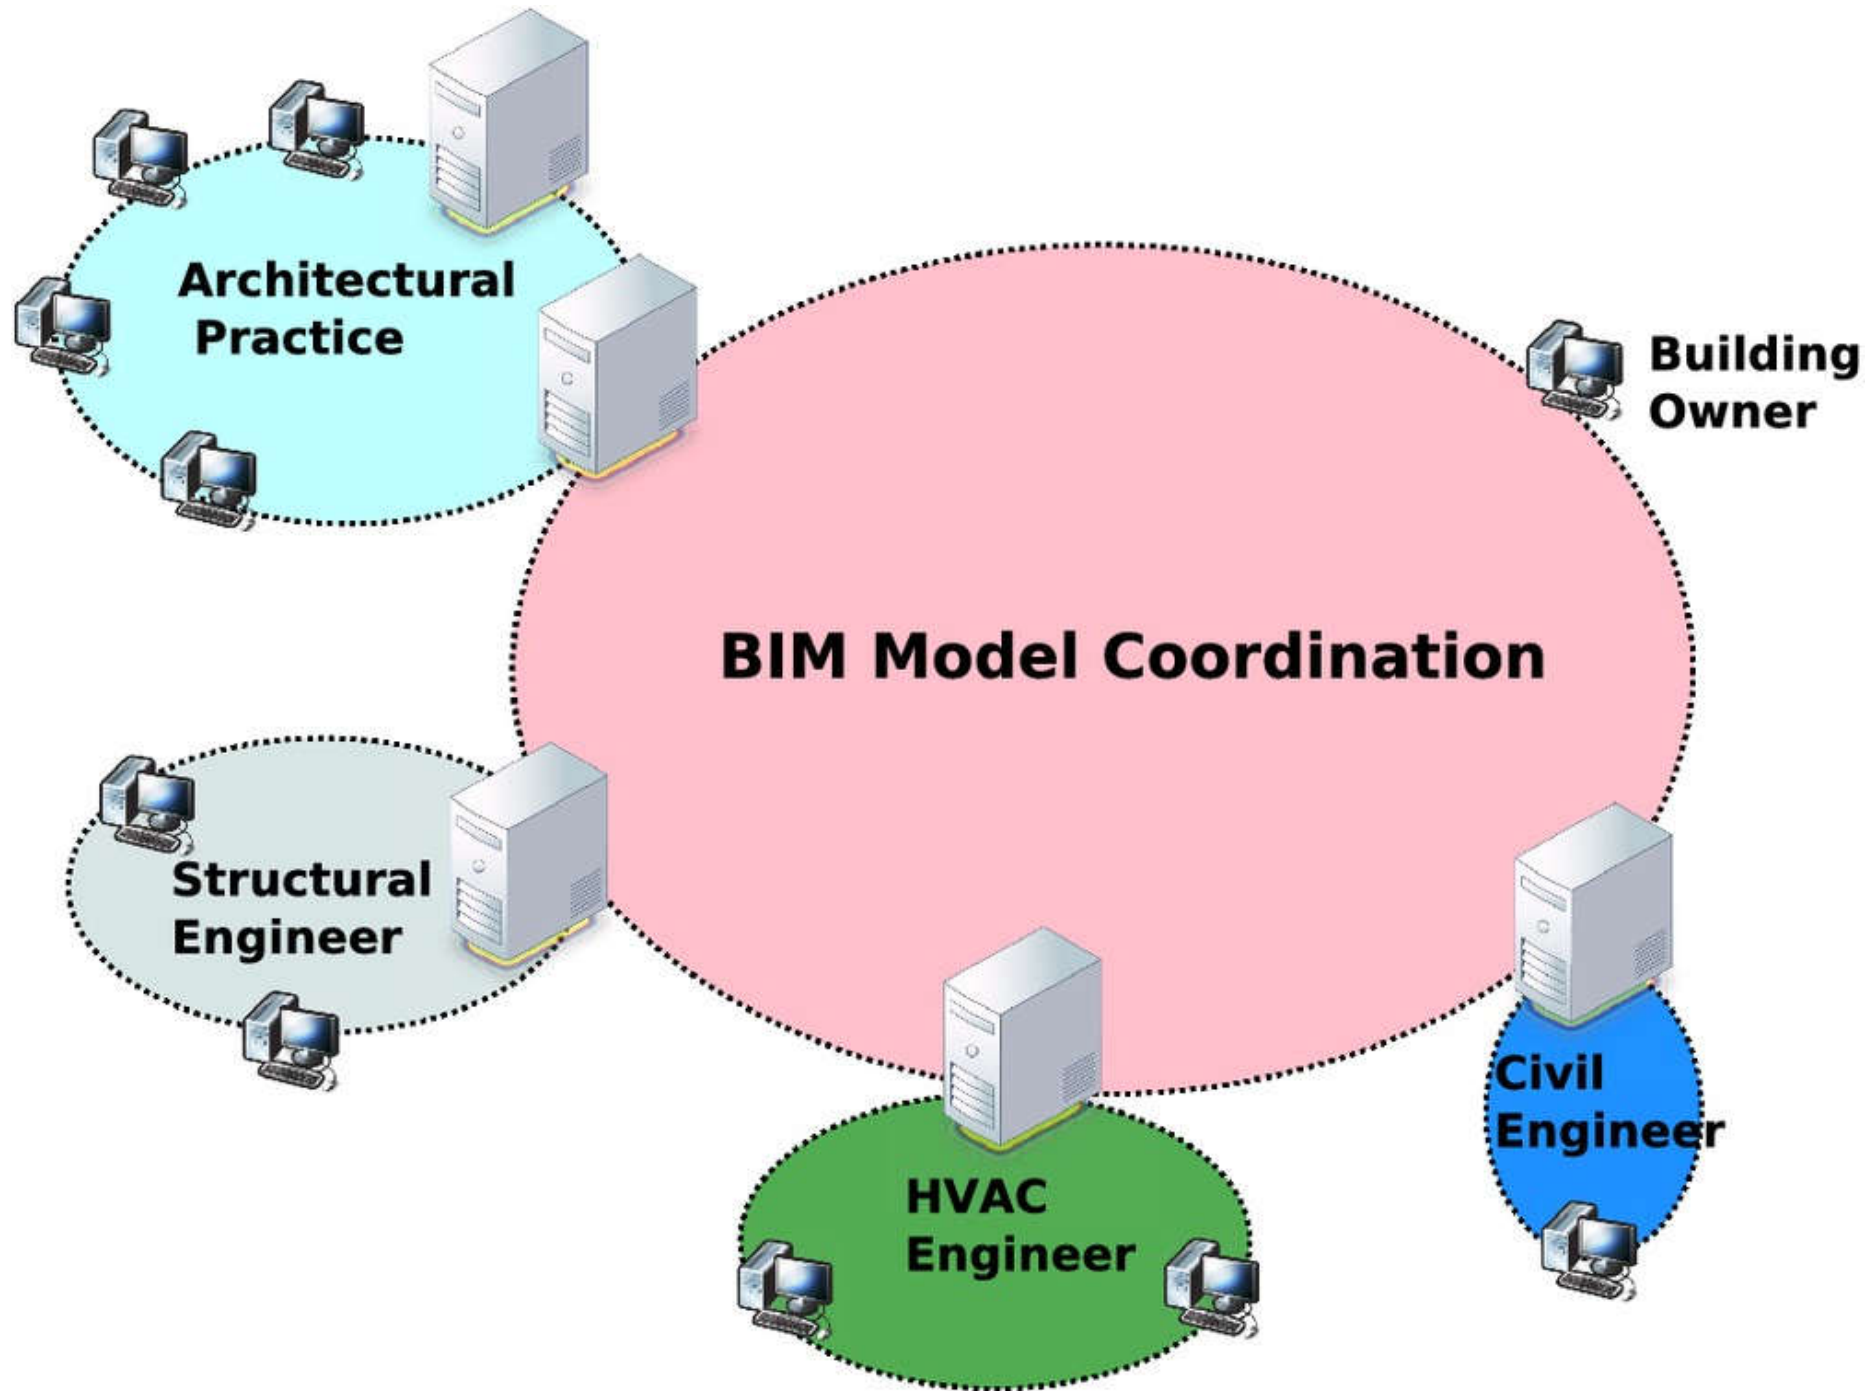 Architectural
Practice
Building
Owner
BIM Model Coordination
Structural
Engineer
Civil
Engineer
HVAC
Engineer